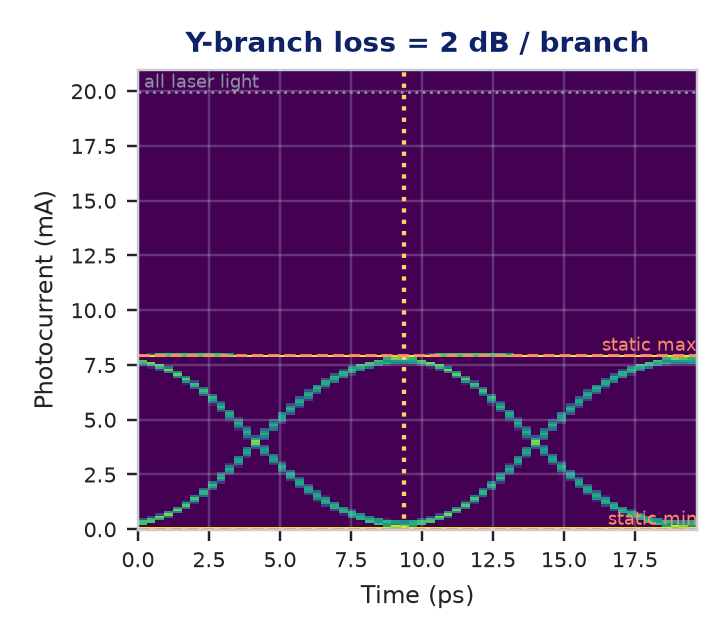 Y-branch loss = 2 dB / branch
all laser light
20.0
17.5
15.0
12.5
10.0
7.5
5.0
2.5
0.0
Photocurrent (mA)
static max
static min
0.0 2.5 5.0 7.5 10.0 12.5 15.0 17.5
Time (ps)